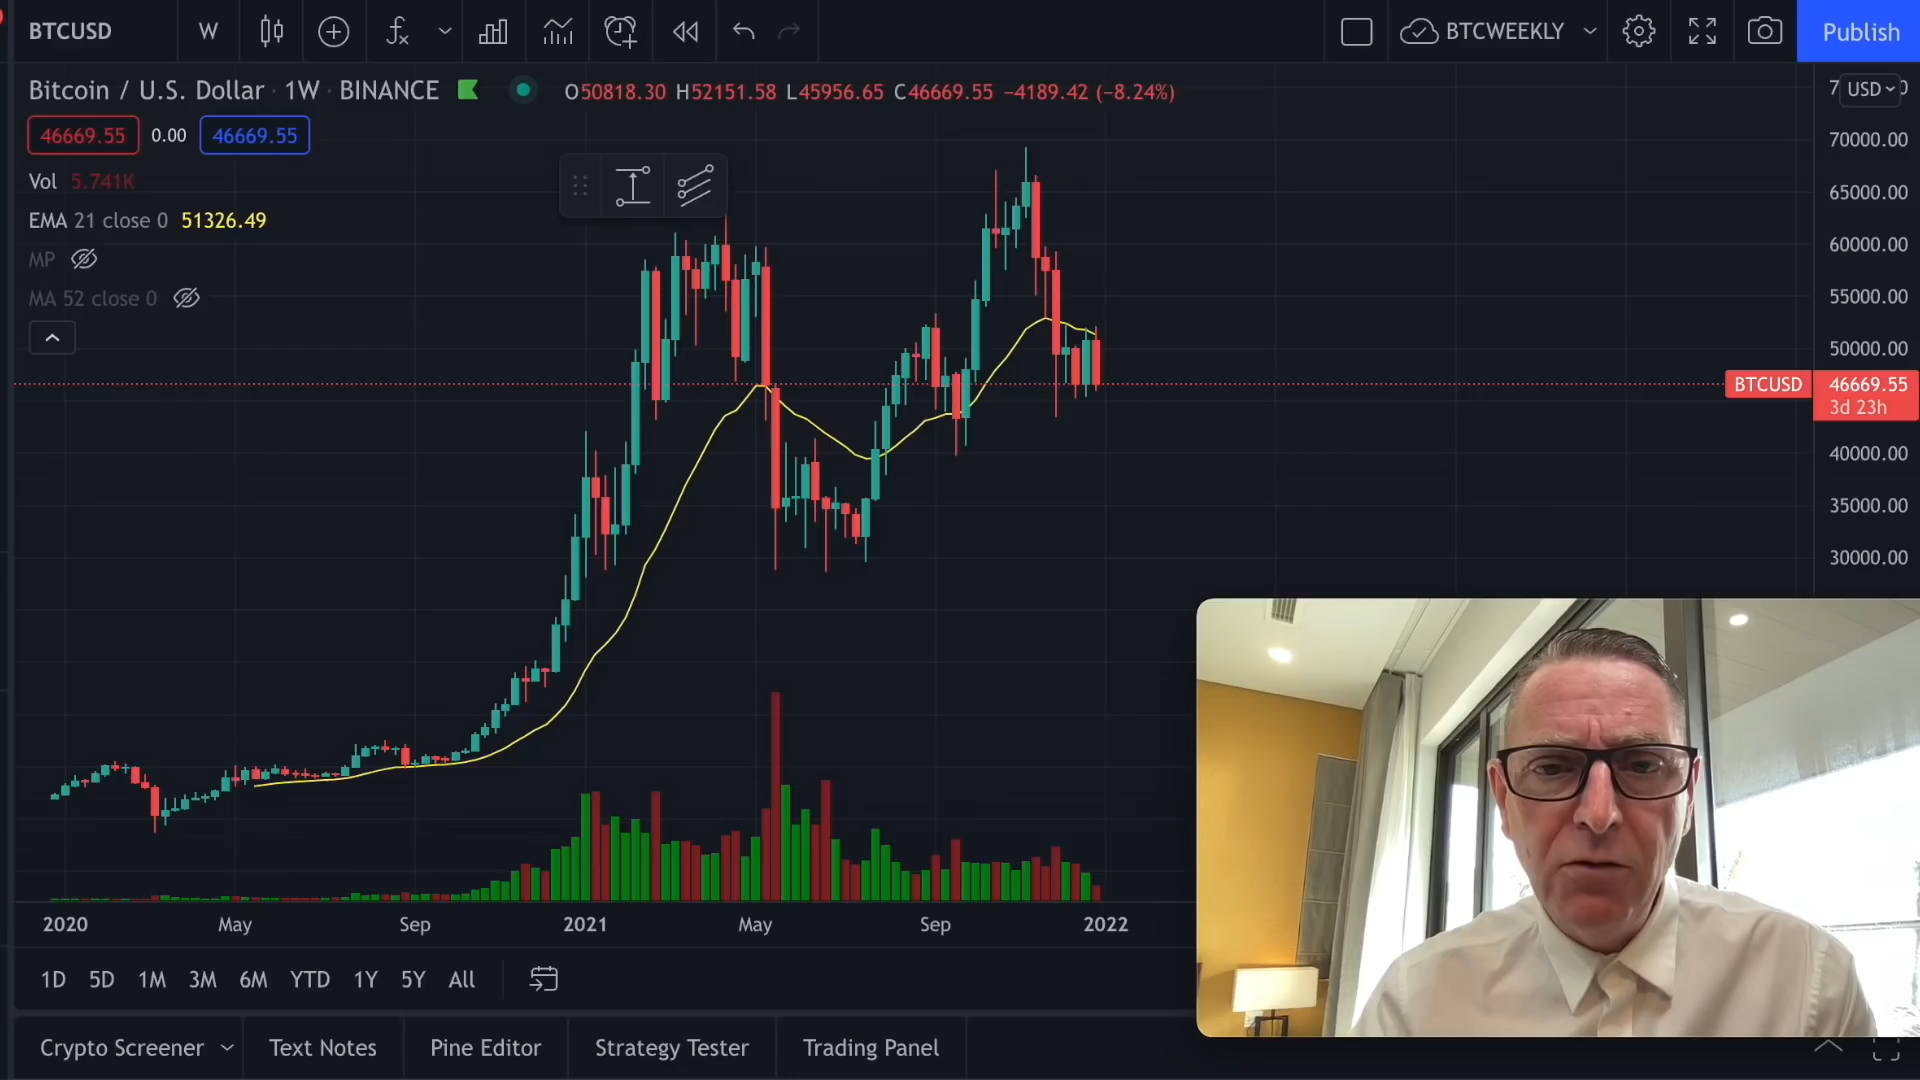 BTCUSD W BTCWEEKLY Publish
Bitcoin / U.S. Dollar · 1W · BINANCE O50818.30 H52151.58 L45956.65 C46669.55 −4189.42 (−8.24%)
46669.55 0.00 46669.55
Vol 5.741K
EMA 21 close 0 51326.49
MP
MA 52 close 0
USD
70000.00
65000.00
60000.00
55000.00
50000.00
BTCUSD 46669.55
3d 23h
40000.00
35000.00
30000.00
2020 May Sep 2021 May Sep 2022
1D 5D 1M 3M 6M YTD 1Y 5Y All
Crypto Screener Text Notes Pine Editor Strategy Tester Trading Panel